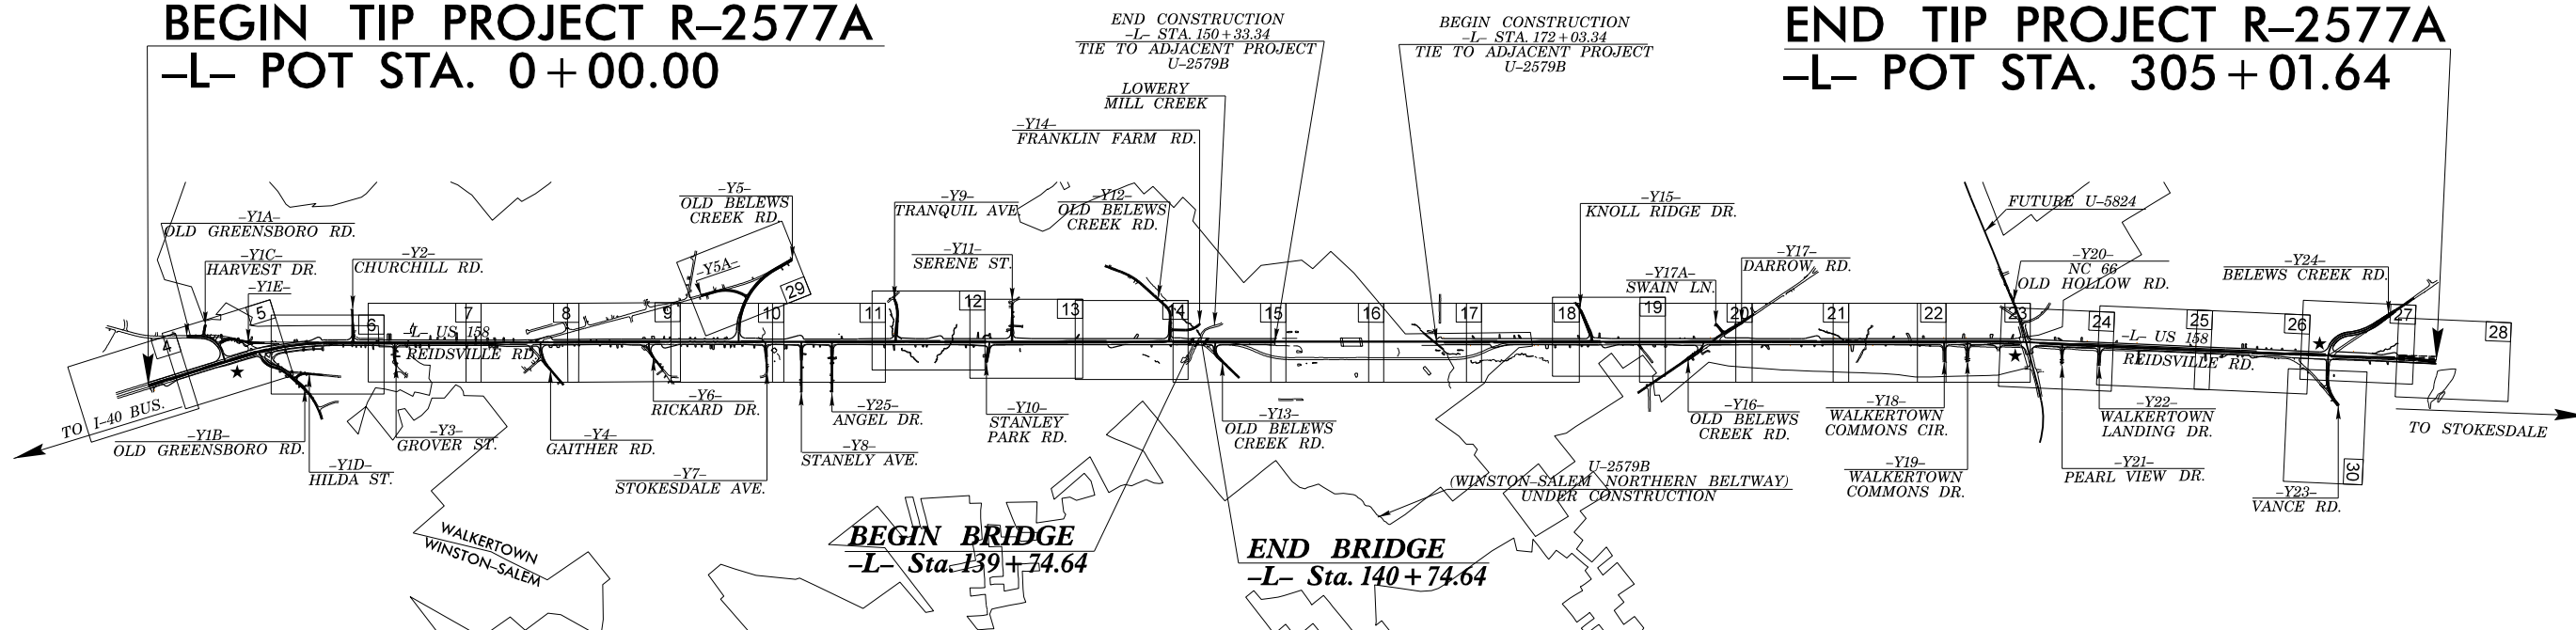 BEGIN TIP PROJECT R–2577A
–L– POT STA. 0+00.00
END CONSTRUCTION
–L– STA. 150+33.34
TIE TO ADJACENT PROJECT
U–2579B
BEGIN CONSTRUCTION
–L– STA. 172+03.34
TIE TO ADJACENT PROJECT
U–2579B
END TIP PROJECT R–2577A
–L– POT STA. 305+01.64
LOWERY
MILL CREEK
–Y14–
FRANKLIN FARM RD.
–Y1A–
OLD GREENSBORO RD.
–Y1C–
HARVEST DR.
–Y1E–
–Y2–
CHURCHILL RD.
–Y5–
OLD BELEWS
CREEK RD.
–Y5A–
–Y9–
TRANQUIL AVE.
–Y11–
SERENE ST.
–Y12–
OLD BELEWS
CREEK RD.
–Y15–
KNOLL RIDGE DR.
–Y17A–
SWAIN LN.
–Y17–
DARROW RD.
FUTURE U–5824
–Y20–
NC 66
OLD HOLLOW RD.
–Y24–
BELEWS CREEK RD.
4
5
6
7
8
9
10
29
11
12
13
14
15
16
17
18
19
20
21
22
23
24
25
26
27
28
30
–L– US 158
REIDSVILLE RD.
–L– US 158
REIDSVILLE RD.
TO I–40 BUS.
–Y1B–
OLD GREENSBORO RD.
–Y1D–
HILDA ST.
–Y3–
GROVER ST.
–Y4–
GAITHER RD.
–Y6–
RICKARD DR.
–Y7–
STOKESDALE AVE.
–Y25–
ANGEL DR.
–Y8–
STANELY AVE.
–Y10–
STANLEY
PARK RD.
–Y13–
OLD BELEWS
CREEK RD.
–Y16–
OLD BELEWS
CREEK RD.
–Y18–
WALKERTOWN
COMMONS CIR.
–Y19–
WALKERTOWN
COMMONS DR.
–Y22–
WALKERTOWN
LANDING DR.
–Y21–
PEARL VIEW DR.
–Y23–
VANCE RD.
TO STOKESDALE
U–2579B
(WINSTON–SALEM NORTHERN BELTWAY)
UNDER CONSTRUCTION
WALKERTOWN
WINSTON–SALEM
BEGIN BRIDGE
–L– Sta. 139+74.64
END BRIDGE
–L– Sta. 140+74.64